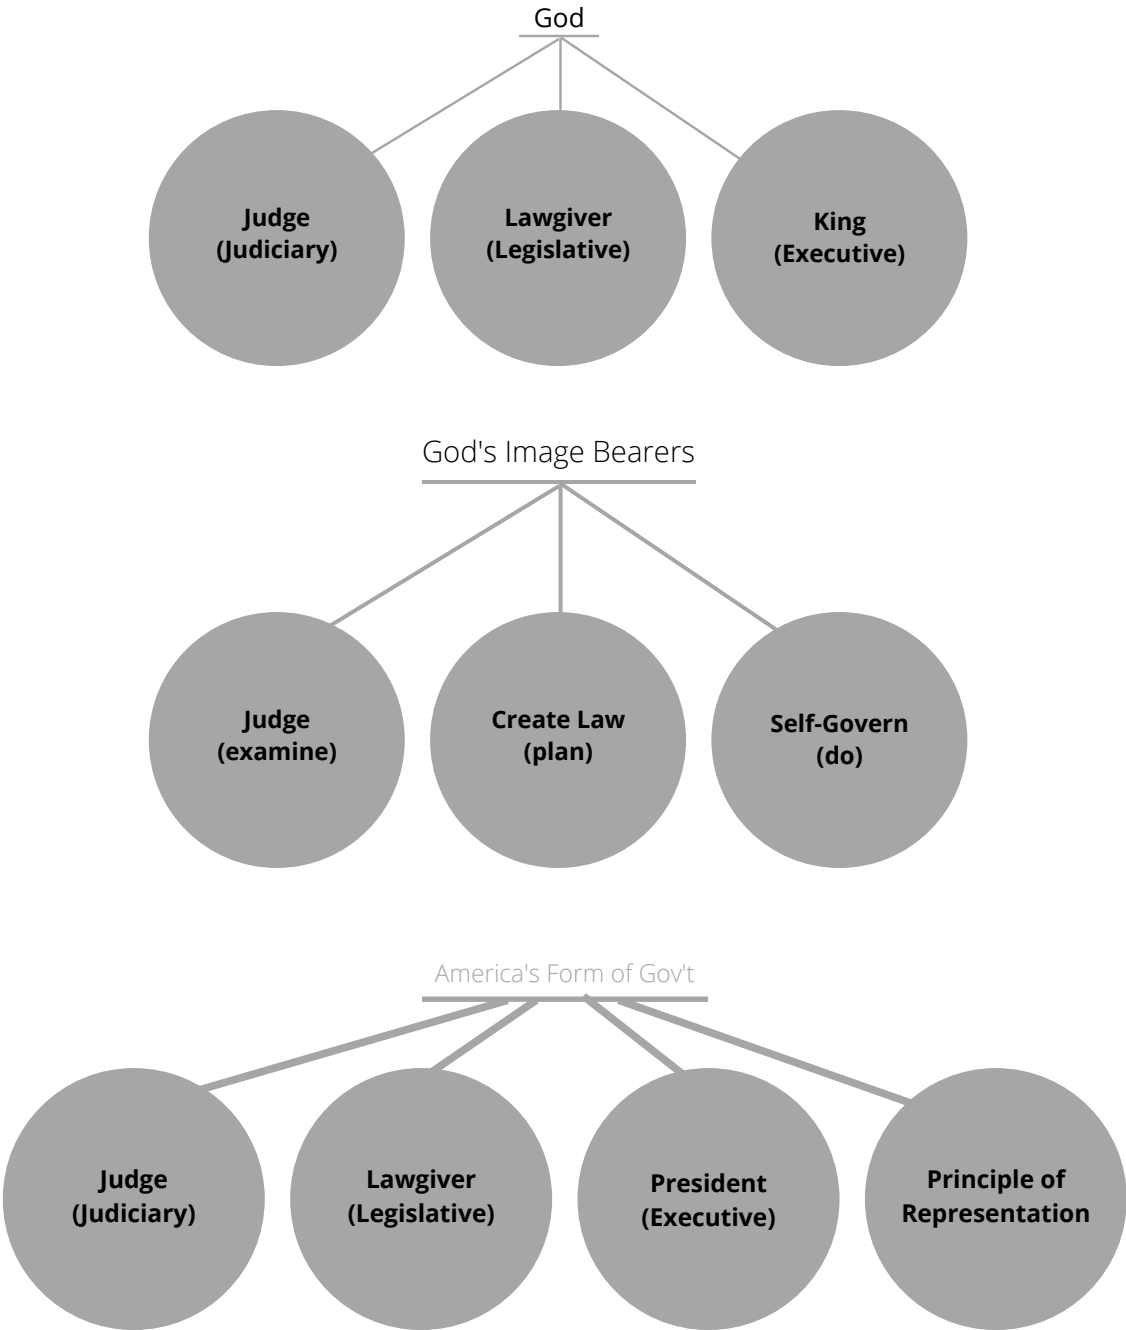 God
Judge
(Judiciary)
Lawgiver
(Legislative)
King
(Executive)
God's Image Bearers
Judge
(examine)
Create Law
(plan)
Self-Govern
(do)
America's Form of Gov't
Judge
(Judiciary)
Lawgiver
(Legislative)
President
(Executive)
Principle of
Representation